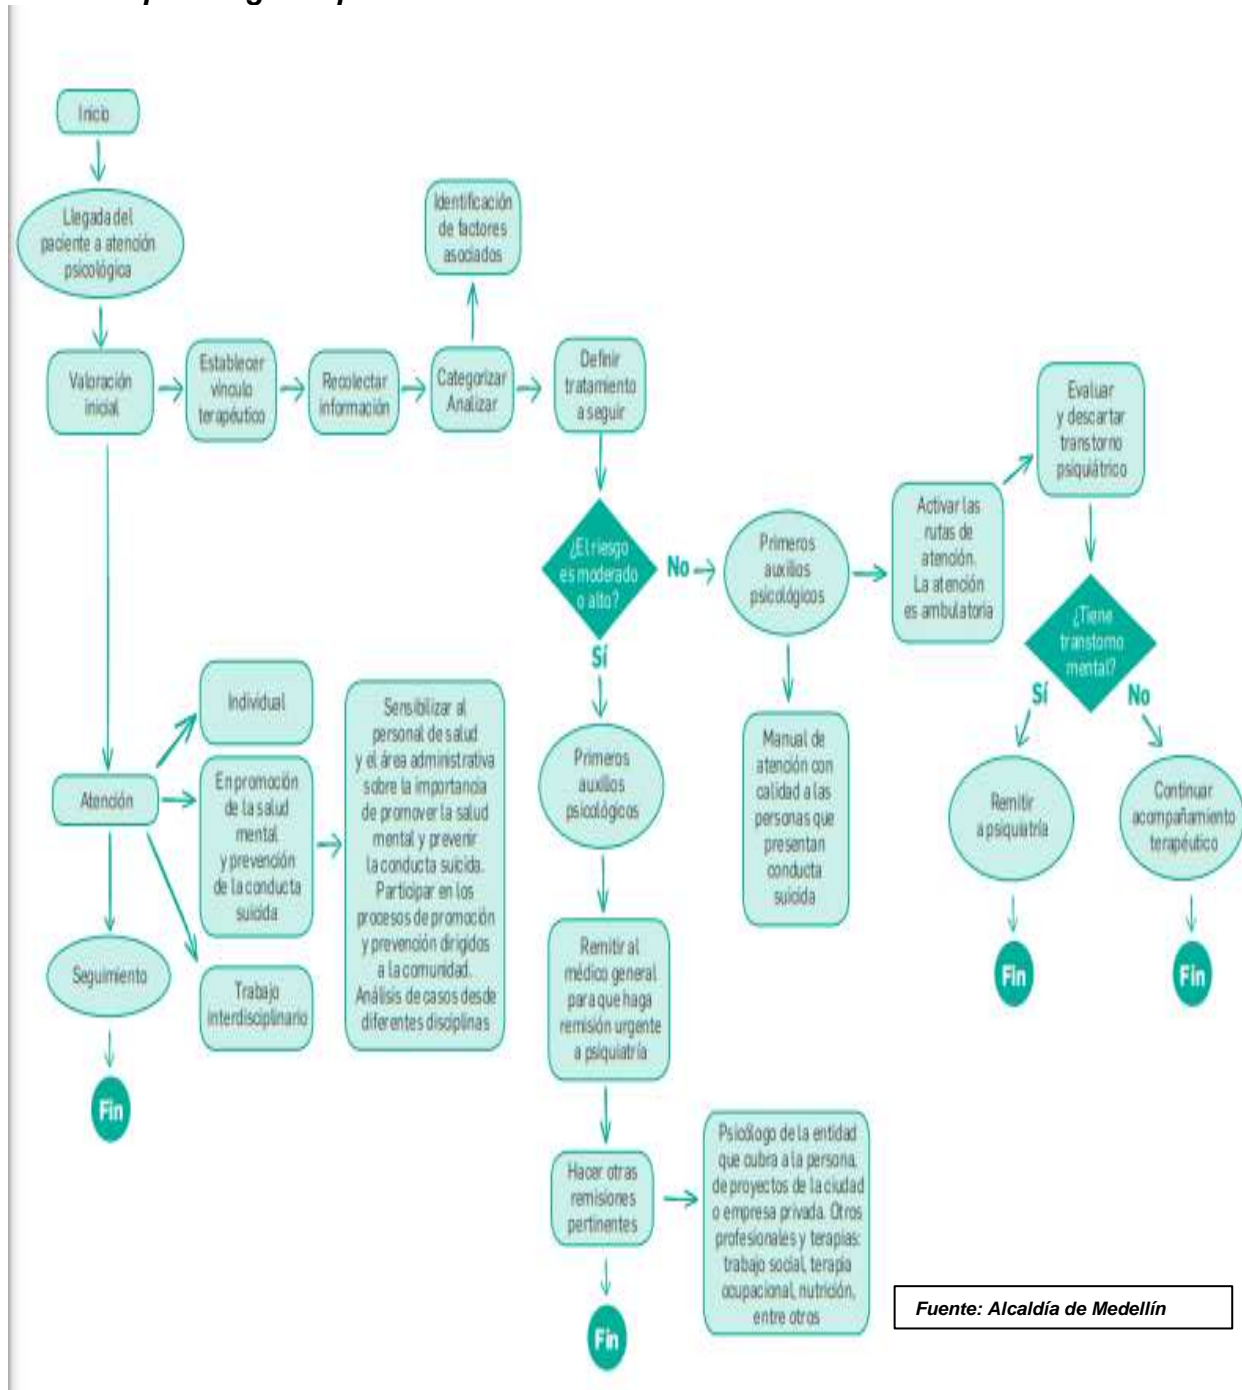 Inicio
Llegada del
paciente a atención
psicológica
Valoración
inicial
Establecer
vínculo
terapéutico
Recolectar
información
Categorizar
Analizar
Identificación
de factores
asociados
Definir
tratamiento
a seguir
¿El riesgo
es moderado
o alto?
No
Primeros
auxilios
psicológicos
Activar las
rutas de
atención.
La atención
es ambulatoria
Evaluar
y descartar
transtorno
psiquiátrico
¿Tiene
transtorno
mental?
Sí
No
Remitir
a psiquiatría
Continuar
acompañamiento
terapéutico
Fin
Fin
Manual de
atención con
calidad a las
personas que
presentan
conducta
suicida
Sí
Primeros
auxilios
psicológicos
Remitir al
médico general
para que haga
remisión urgente
a psiquiatría
Hacer otras
remisiones
pertinentes
Psicólogo de la entidad
que cubra a la persona,
de proyectos de la ciudad
o empresa privada. Otros
profesionales y terapias:
trabajo social, terapia
ocupacional, nutrición,
entre otros
Fin
Atención
Individual
En promoción
de la salud
mental
y prevención
de la conducta
suicida
Sensibilizar al
personal de salud
y el área administrativa
sobre la importancia
de promover la salud
mental y prevenir
la conducta suicida.
Participar en los
procesos de promoción
y prevención dirigidos
a la comunidad.
Análisis de casos desde
diferentes disciplinas
Trabajo
interdisciplinario
Seguimiento
Fin
Fuente: Alcaldía de Medellín